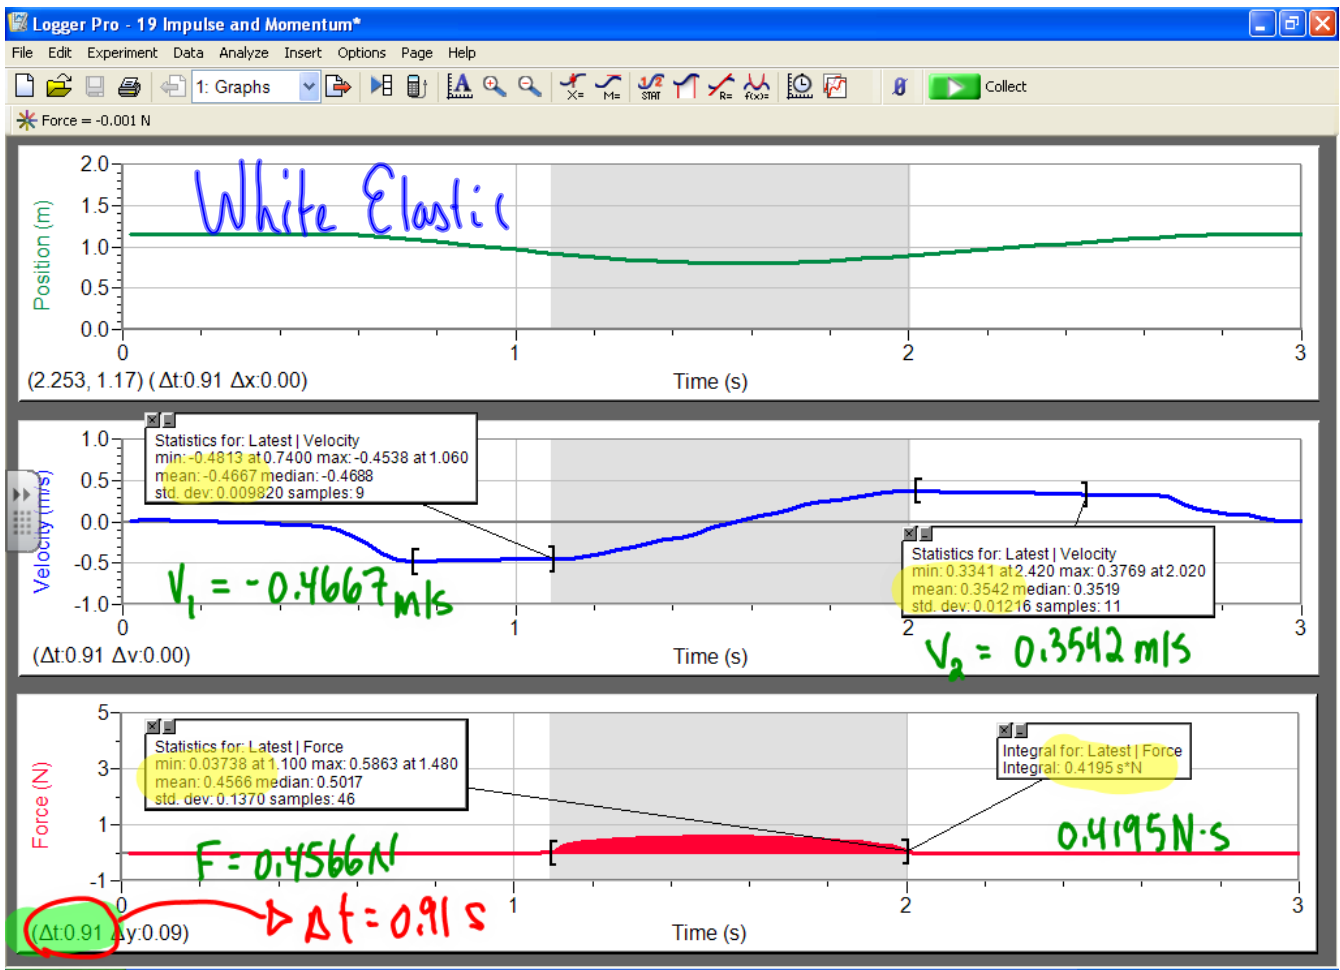 Logger Pro - 19 Impulse and Momentum*
File Edit Experiment Data Analyze Insert Options Page Help
1: Graphs
X= M= 1/2 STAT R= f(x)= Collect
Force = -0.001 N
White Elastic
Position (m)
2.0
1.5
1.0
0.5
0.0
0 1 2 3
(2.253, 1.17) (Δt:0.91 Δx:0.00)
Time (s)
Velocity (m/s)
1.0
0.5
0.0
-0.5
-1.0
Statistics for: Latest | Velocity
min: -0.4813 at 0.7400 max: -0.4538 at 1.060
mean: -0.4667 median: -0.4688
std. dev: 0.009820 samples: 9
Statistics for: Latest | Velocity
min: 0.3341 at 2.420 max: 0.3769 at 2.020
mean: 0.3542 median: 0.3519
std. dev: 0.01216 samples: 11
V₁ = -0.4667 m/s
0 1 2 3
(Δt:0.91 Δv:0.00)
Time (s)
V₂ = 0.3542 m/s
Force (N)
5
3
1
-1
Statistics for: Latest | Force
min: 0.03738 at 1.100 max: 0.5863 at 1.480
mean: 0.4566 median: 0.5017
std. dev: 0.1370 samples: 46
Integral for: Latest | Force
Integral: 0.4195 s*N
F = 0.4566 N
0.4195 N·s
0 1 2 3
(Δt:0.91 Δy:0.09)
Δt = 0.91 s
Time (s)